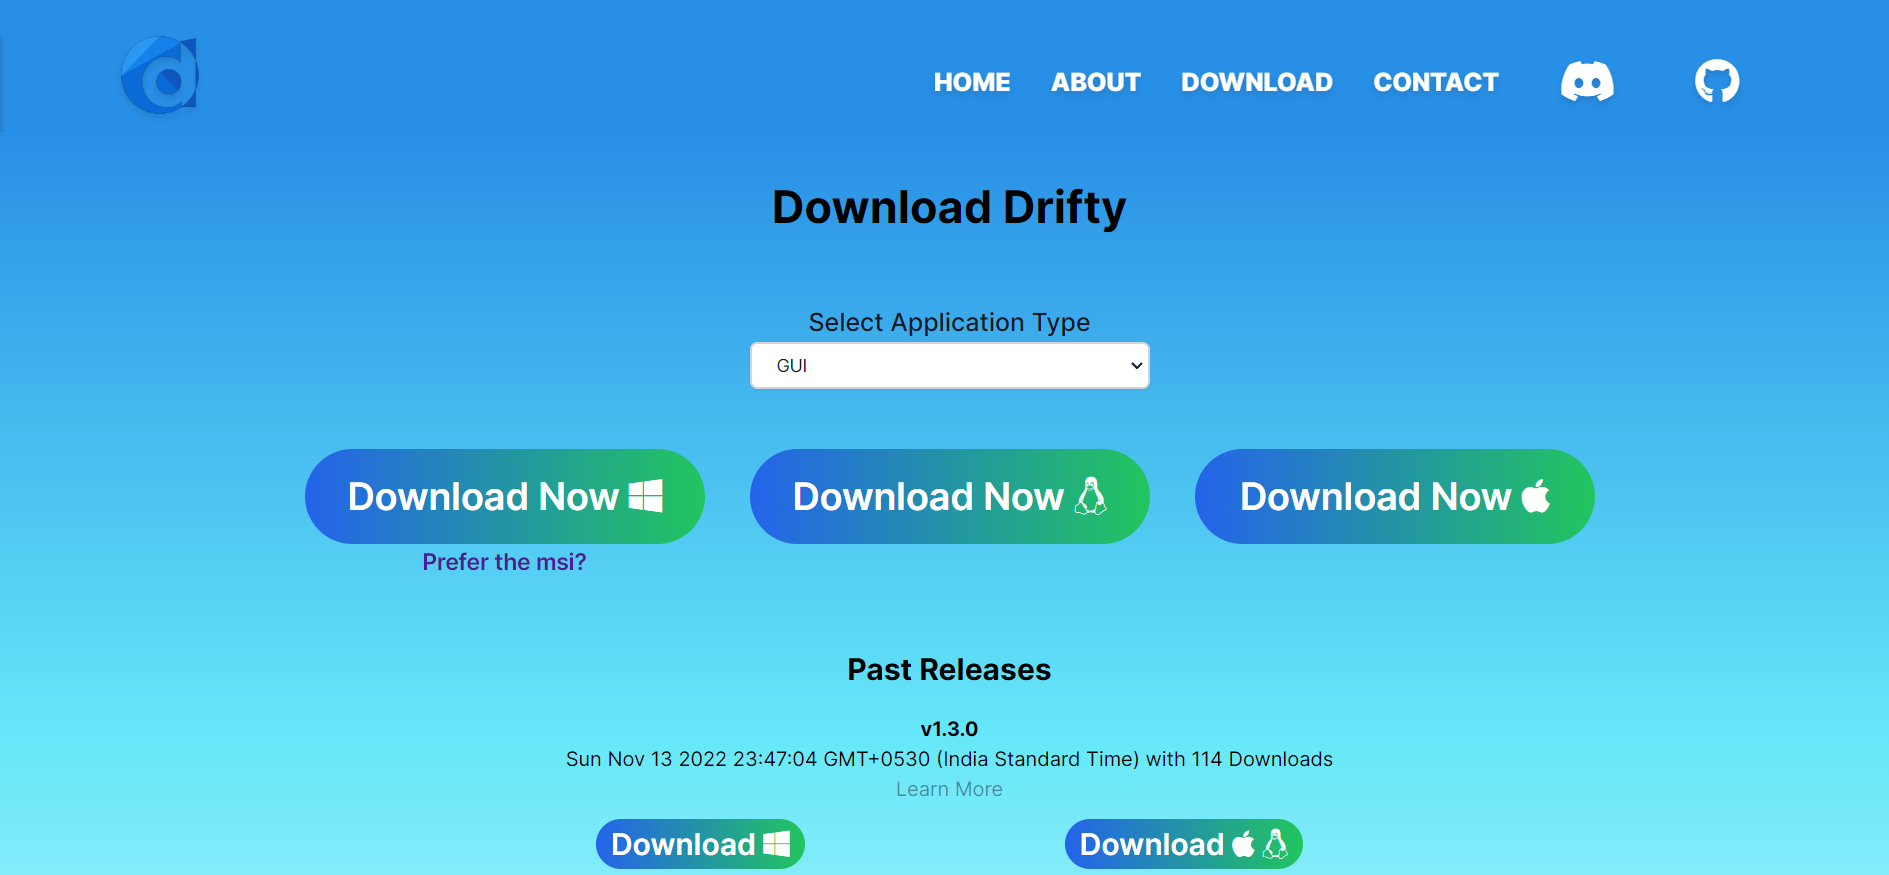 HOME ABOUT DOWNLOAD CONTACT
Download Drifty
Select Application Type
GUI
Download Now
Download Now
Download Now
Prefer the msi?
Past Releases
v1.3.0
Sun Nov 13 2022 23:47:04 GMT+0530 (India Standard Time) with 114 Downloads
Learn More
Download
Download